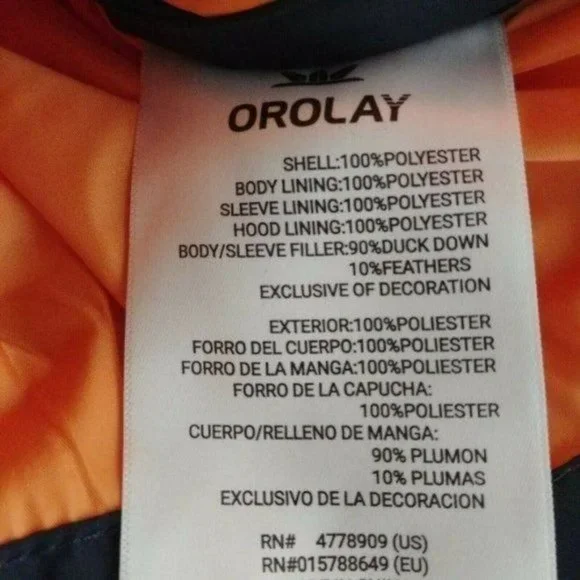 OROLAY
SHELL:100%POLYESTER
BODY LINING:100%POLYESTER
SLEEVE LINING:100%POLYESTER
HOOD LINING:100%POLYESTER
BODY/SLEEVE FILLER:90%DUCK DOWN
10%FEATHERS
EXCLUSIVE OF DECORATION
EXTERIOR:100%POLIESTER
FORRO DEL CUERPO:100%POLIESTER
FORRO DE LA MANGA:100%POLIESTER
FORRO DE LA CAPUCHA:
100%POLIESTER
CUERPO/RELLENO DE MANGA:
90% PLUMON
10% PLUMAS
EXCLUSIVO DE LA DECORACION
RN# 4778909 (US)
RN#015788649 (EU)